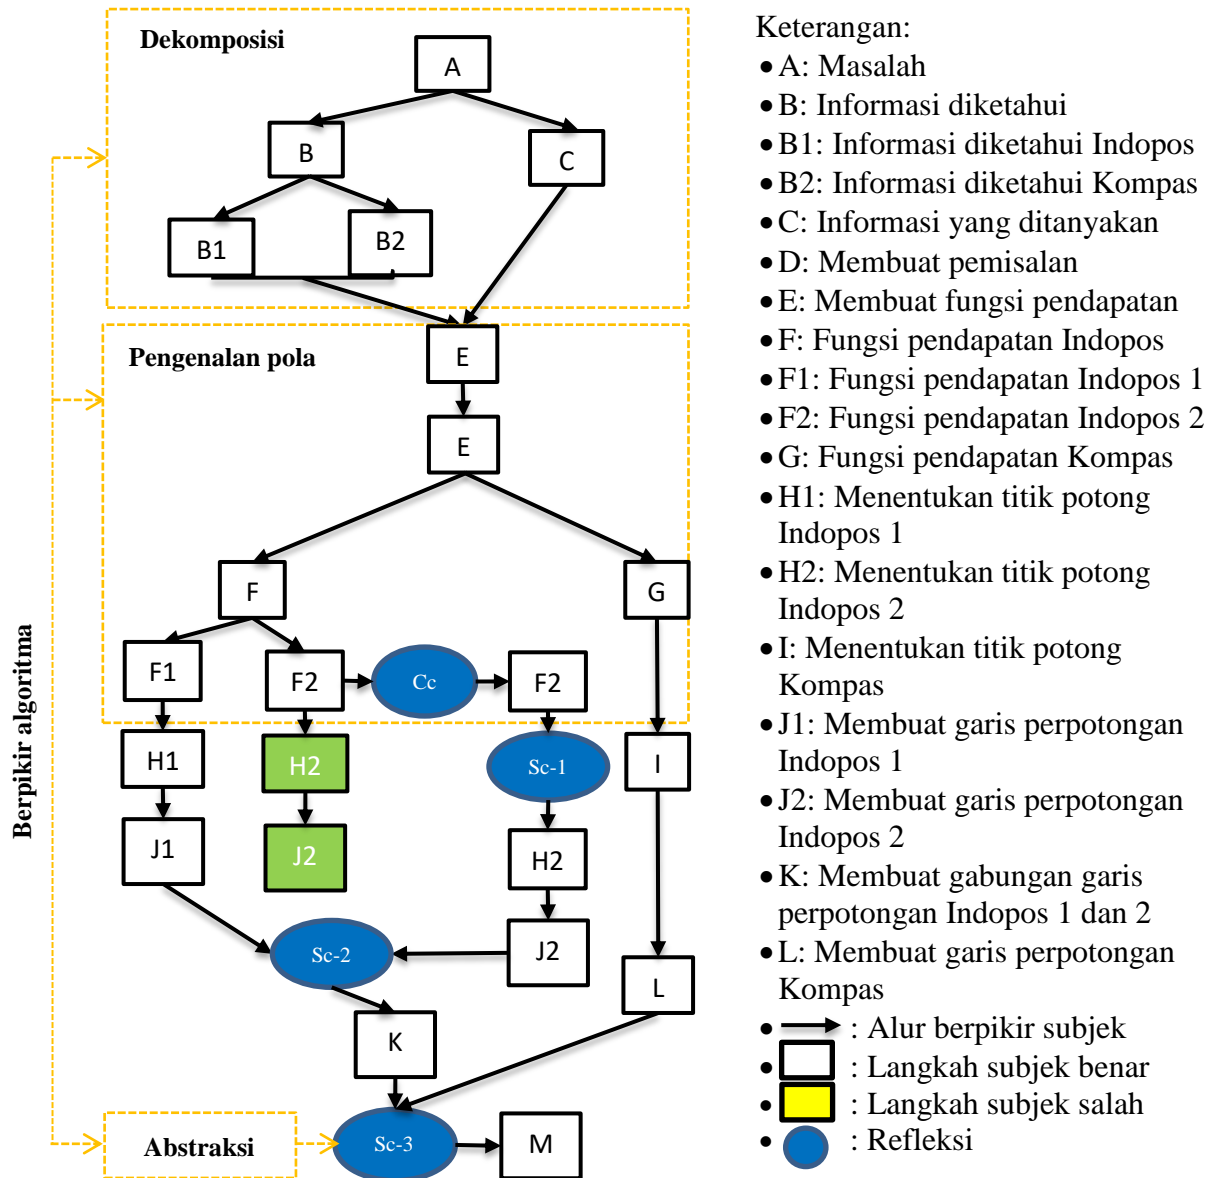 Dekomposisi
A
B
C
B1
B2
E
Pengenalan pola
E
F
G
F1
F2
Cc
F2
H1
H2
Sc-1
I
J1
J2
H2
Sc-2
J2
L
K
Abstraksi
Sc-3
M
Berpikir algoritma
Keterangan:
• A: Masalah
• B: Informasi diketahui
• B1: Informasi diketahui Indopos
• B2: Informasi diketahui Kompas
• C: Informasi yang ditanyakan
• D: Membuat pemisalan
• E: Membuat fungsi pendapatan
• F: Fungsi pendapatan Indopos
• F1: Fungsi pendapatan Indopos 1
• F2: Fungsi pendapatan Indopos 2
• G: Fungsi pendapatan Kompas
• H1: Menentukan titik potong
Indopos 1
• H2: Menentukan titik potong
Indopos 2
• I: Menentukan titik potong
Kompas
• J1: Membuat garis perpotongan
Indopos 1
• J2: Membuat garis perpotongan
Indopos 2
• K: Membuat gabungan garis
perpotongan Indopos 1 dan 2
• L: Membuat garis perpotongan
Kompas
• : Alur berpikir subjek
• : Langkah subjek benar
• : Langkah subjek salah
• : Refleksi